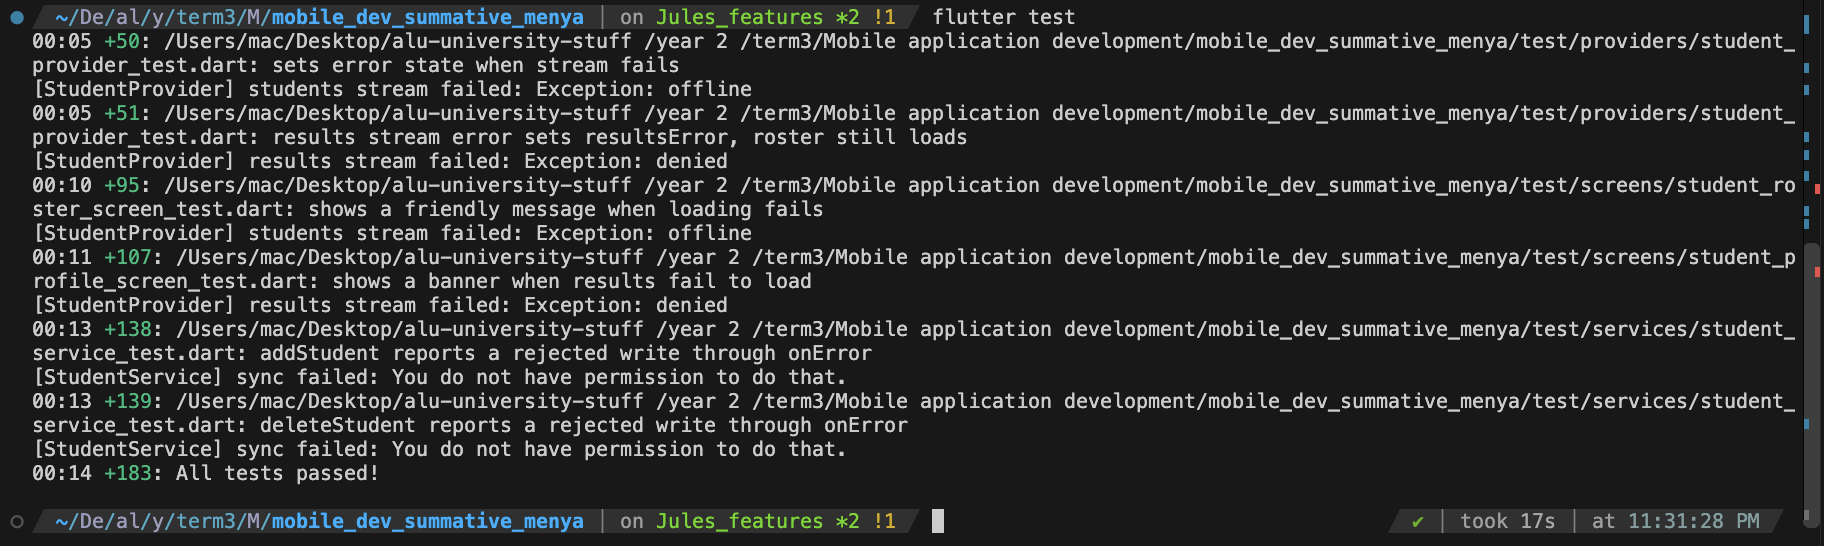 ~/De/al/y/term3/M/mobile_dev_summative_menya | on Jules_features *2 !1 flutter test
00:05 +50: /Users/mac/Desktop/alu-university-stuff /year 2 /term3/Mobile application development/mobile_dev_summative_menya/test/providers/student_
provider_test.dart: sets error state when stream fails
[StudentProvider] students stream failed: Exception: offline
00:05 +51: /Users/mac/Desktop/alu-university-stuff /year 2 /term3/Mobile application development/mobile_dev_summative_menya/test/providers/student_
provider_test.dart: results stream error sets resultsError, roster still loads
[StudentProvider] results stream failed: Exception: denied
00:10 +95: /Users/mac/Desktop/alu-university-stuff /year 2 /term3/Mobile application development/mobile_dev_summative_menya/test/screens/student_ro
ster_screen_test.dart: shows a friendly message when loading fails
[StudentProvider] students stream failed: Exception: offline
00:11 +107: /Users/mac/Desktop/alu-university-stuff /year 2 /term3/Mobile application development/mobile_dev_summative_menya/test/screens/student_p
rofile_screen_test.dart: shows a banner when results fail to load
[StudentProvider] results stream failed: Exception: denied
00:13 +138: /Users/mac/Desktop/alu-university-stuff /year 2 /term3/Mobile application development/mobile_dev_summative_menya/test/services/student_
service_test.dart: addStudent reports a rejected write through onError
[StudentService] sync failed: You do not have permission to do that.
00:13 +139: /Users/mac/Desktop/alu-university-stuff /year 2 /term3/Mobile application development/mobile_dev_summative_menya/test/services/student_
service_test.dart: deleteStudent reports a rejected write through onError
[StudentService] sync failed: You do not have permission to do that.
00:14 +183: All tests passed!
~/De/al/y/term3/M/mobile_dev_summative_menya | on Jules_features *2 !1 ✔ | took 17s | at 11:31:28 PM